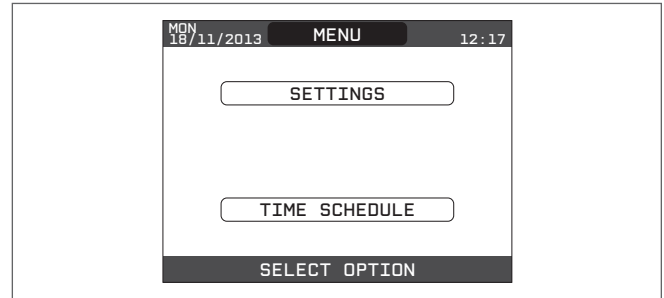 MON
18/11/2013 MENU 12:17
SETTINGS
TIME SCHEDULE
SELECT OPTION